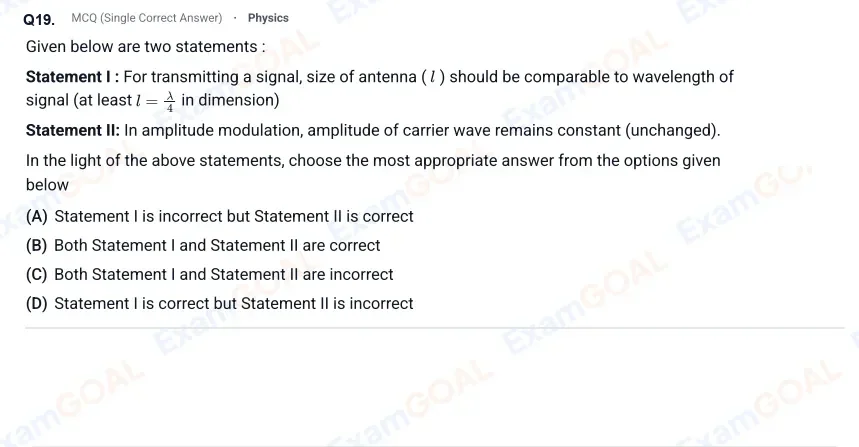 Q19. MCQ (Single Correct Answer) · Physics
Given below are two statements :
Statement I : For transmitting a signal, size of antenna ( l ) should be comparable to wavelength of
signal (at least l = λ/4 in dimension)
Statement II: In amplitude modulation, amplitude of carrier wave remains constant (unchanged).
In the light of the above statements, choose the most appropriate answer from the options given
below
(A) Statement I is incorrect but Statement II is correct
(B) Both Statement I and Statement II are correct
(C) Both Statement I and Statement II are incorrect
(D) Statement I is correct but Statement II is incorrect
ExamGOAL